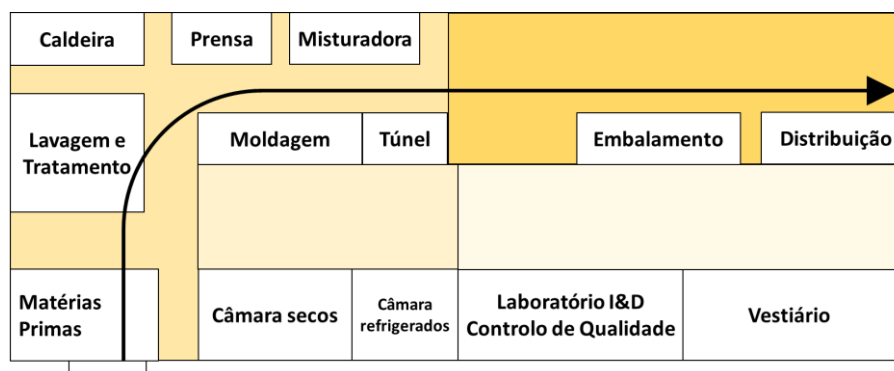 Caldeira
Prensa
Misturadora
Lavagem e
Tratamento
Moldagem
Túnel
Embalamento
Distribuição
Matérias
Primas
Câmara secos
Câmara
refrigerados
Laboratório I&D
Controlo de Qualidade
Vestiário